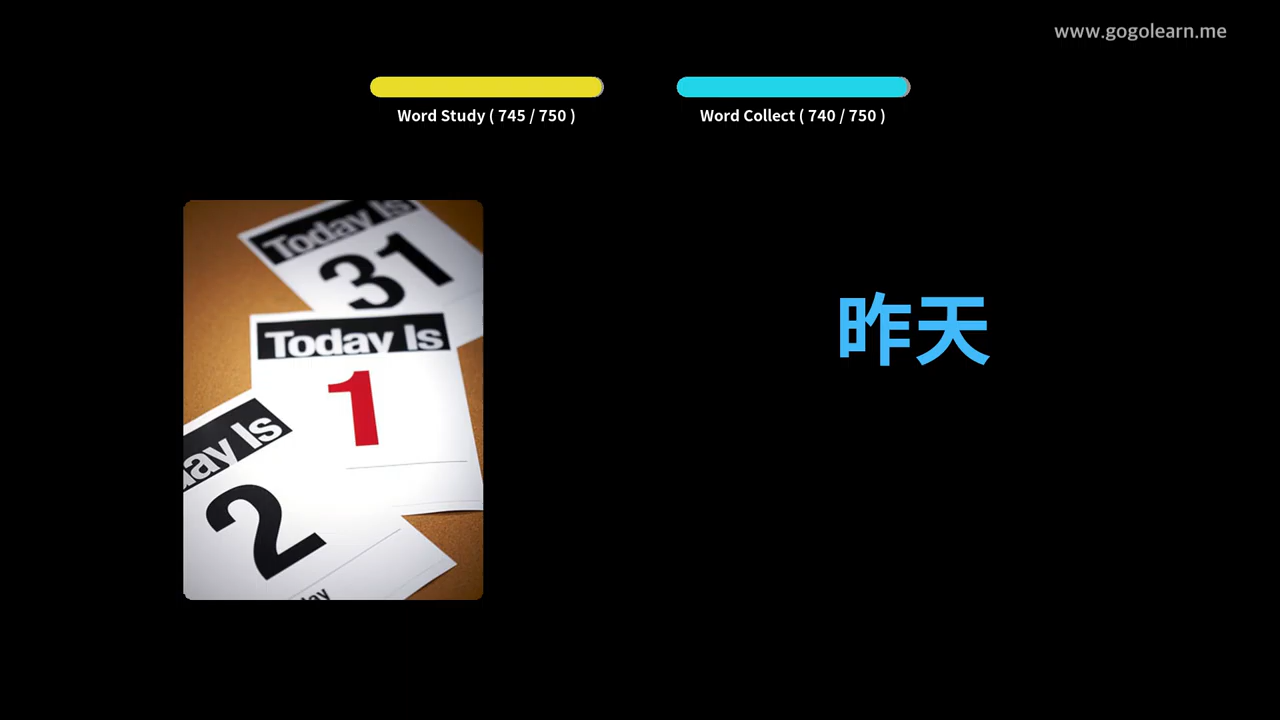 www.gogolearn.me
Word Study ( 745 / 750 )
Word Collect ( 740 / 750 )
Today Is
31
Today Is
1
昨天
ay Is
2